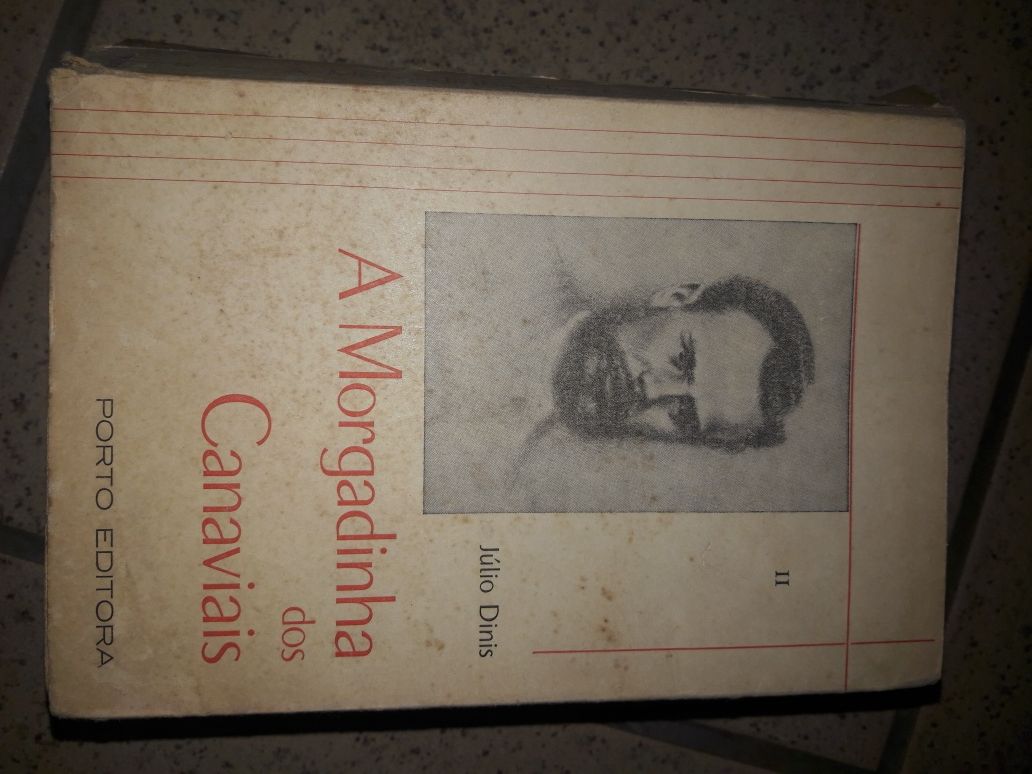 II
Júlio Dinis
A Morgadinha
dos
Canaviais
PORTO EDITORA